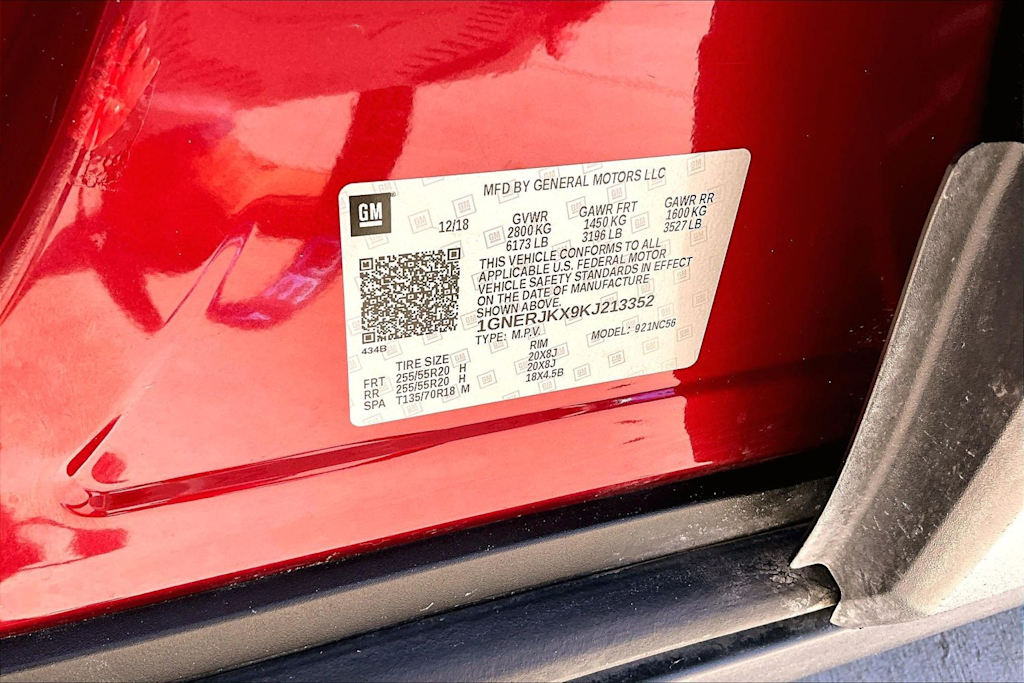 MFD BY GENERAL MOTORS LLC
GM
12/18
GVWR GAWR FRT GAWR RR
2800 KG 1450 KG 1600 KG
6173 LB 3196 LB 3527 LB
THIS VEHICLE CONFORMS TO ALL
APPLICABLE U.S. FEDERAL MOTOR
VEHICLE SAFETY STANDARDS IN EFFECT
ON THE DATE OF MANUFACTURE
SHOWN ABOVE.
1GNERJKX9KJ213352
TYPE: M.P.V. MODEL: 921NC56
434B
TIRE SIZE RIM
FRT 255/55R20 H 20X8J
RR 255/55R20 H 20X8J
SPA T135/70R18 M 18X4.5B